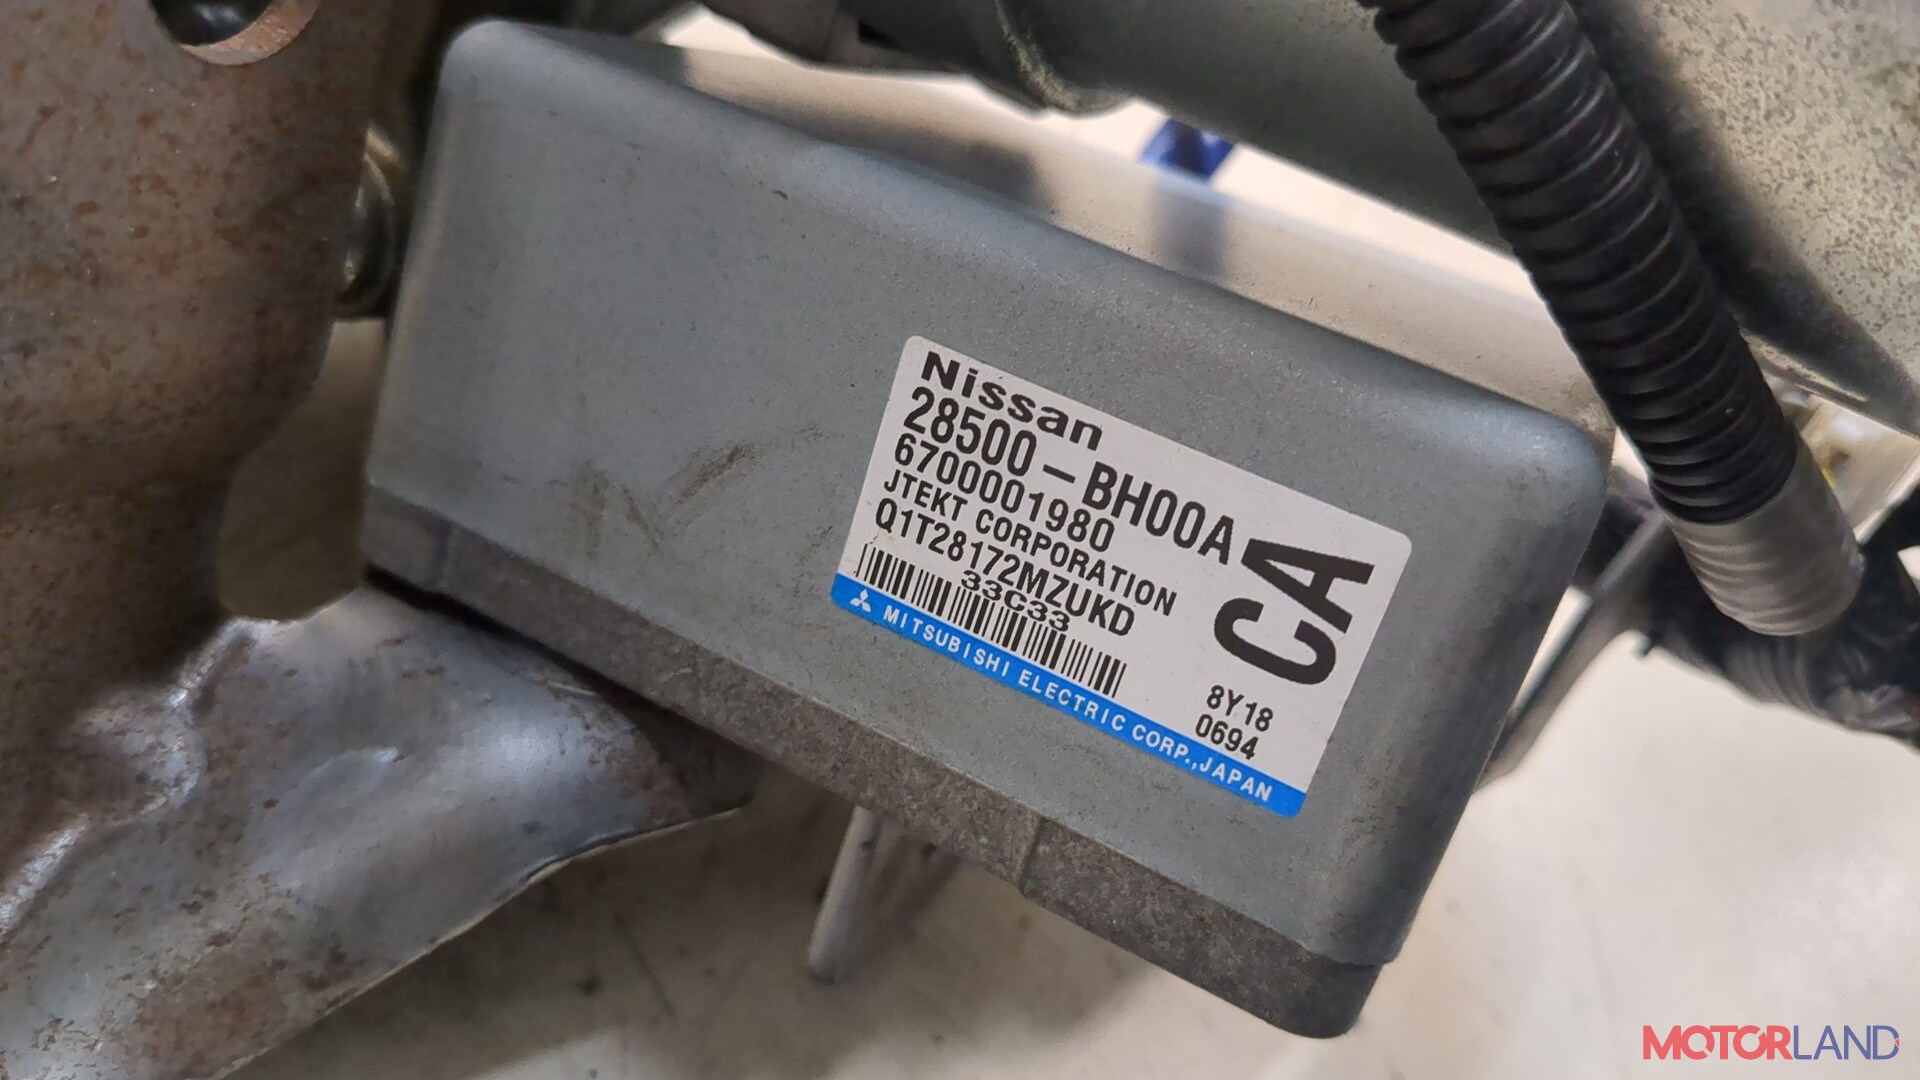 Nissan
28500-BH00A
6700001980
JTEKT CORPORATION
Q1T28172MZUKD
33C33
CA
8Y18
0694
MITSUBISHI ELECTRIC CORP.,JAPAN
MOTORLAND